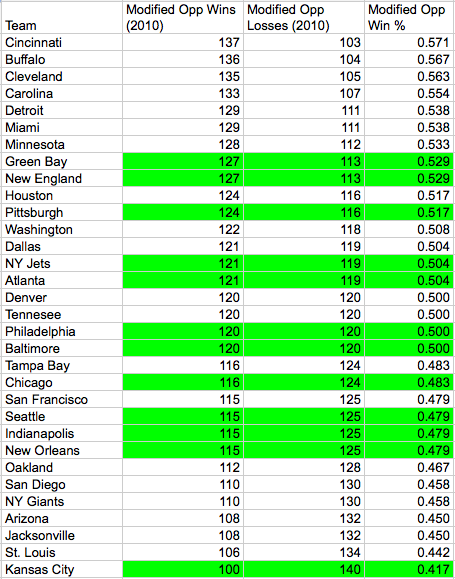 Team Modified Opp Wins (2010) Modified Opp Losses (2010) Modified Opp Win %
Cincinnati 137 103 0.571
Buffalo 136 104 0.567
Cleveland 135 105 0.563
Carolina 133 107 0.554
Detroit 129 111 0.538
Miami 129 111 0.538
Minnesota 128 112 0.533
Green Bay 127 113 0.529
New England 127 113 0.529
Houston 124 116 0.517
Pittsburgh 124 116 0.517
Washington 122 118 0.508
Dallas 121 119 0.504
NY Jets 121 119 0.504
Atlanta 121 119 0.504
Denver 120 120 0.500
Tennesee 120 120 0.500
Philadelphia 120 120 0.500
Baltimore 120 120 0.500
Tampa Bay 116 124 0.483
Chicago 116 124 0.483
San Francisco 115 125 0.479
Seattle 115 125 0.479
Indianapolis 115 125 0.479
New Orleans 115 125 0.479
Oakland 112 128 0.467
San Diego 110 130 0.458
NY Giants 110 130 0.458
Arizona 108 132 0.450
Jacksonville 108 132 0.450
St. Louis 106 134 0.442
Kansas City 100 140 0.417